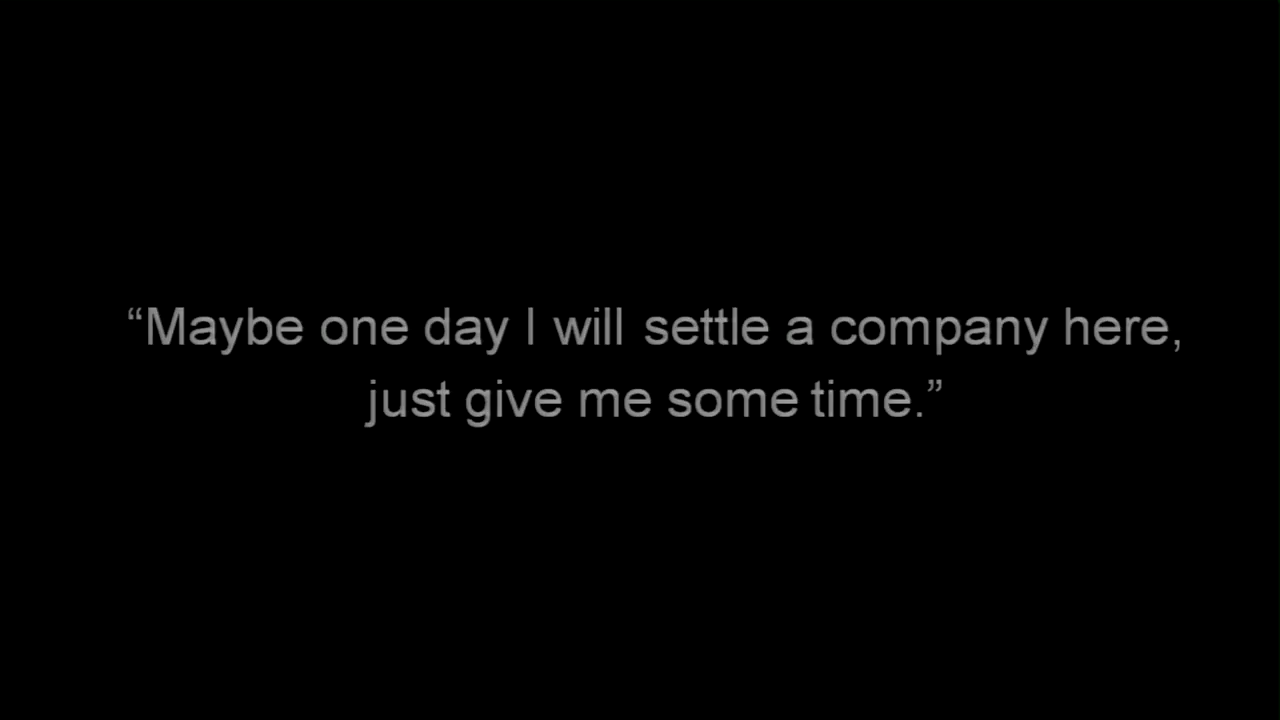 “Maybe one day I will settle a company here,
just give me some time.”